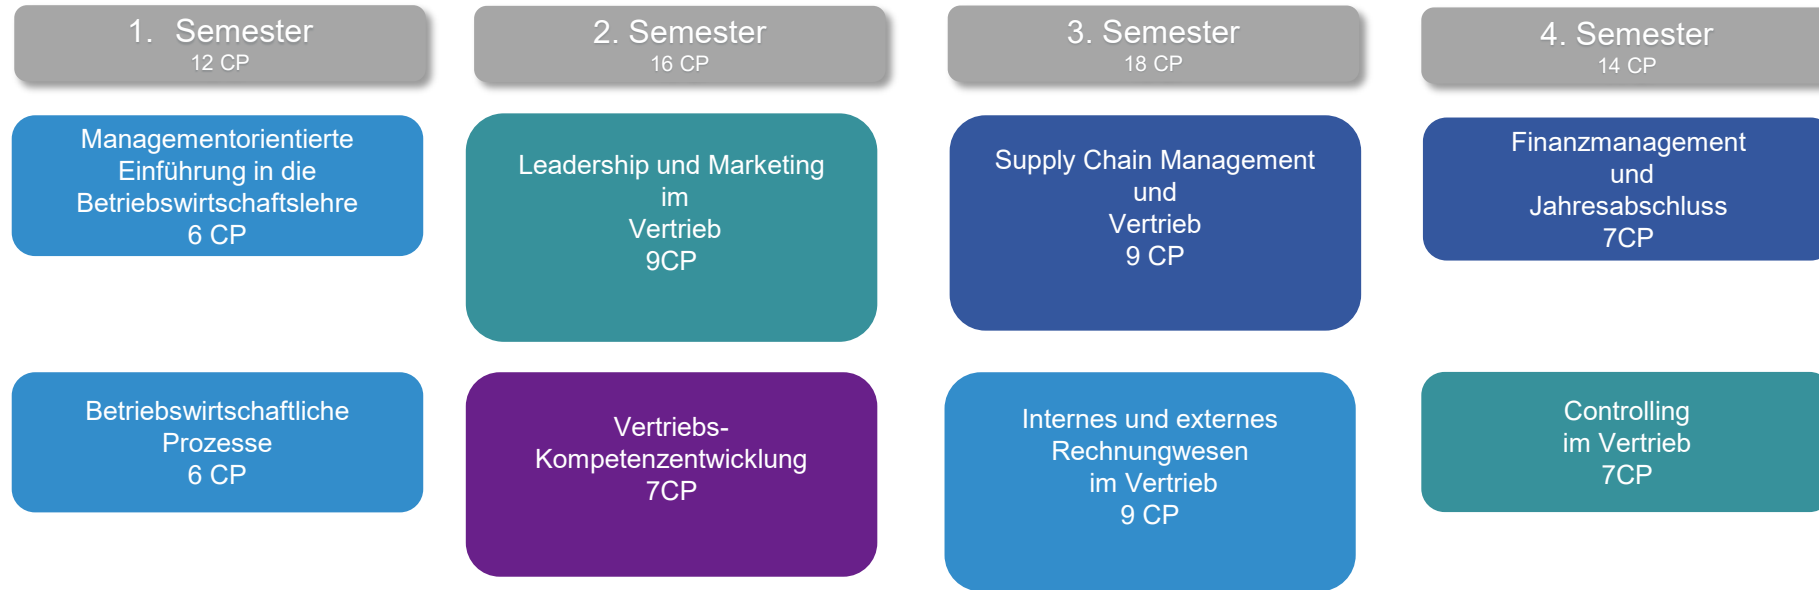 1. Semester
12 CP
2. Semester
16 CP
3. Semester
18 CP
4. Semester
14 CP
Managementorientierte
Einführung in die
Betriebswirtschaftslehre
6 CP
Leadership und Marketing
im
Vertrieb
9CP
Supply Chain Management
und
Vertrieb
9 CP
Finanzmanagement
und
Jahresabschluss
7CP
Betriebswirtschaftliche
Prozesse
6 CP
Vertriebs-
Kompetenzentwicklung
7CP
Internes und externes
Rechnungwesen
im Vertrieb
9 CP
Controlling
im Vertrieb
7CP